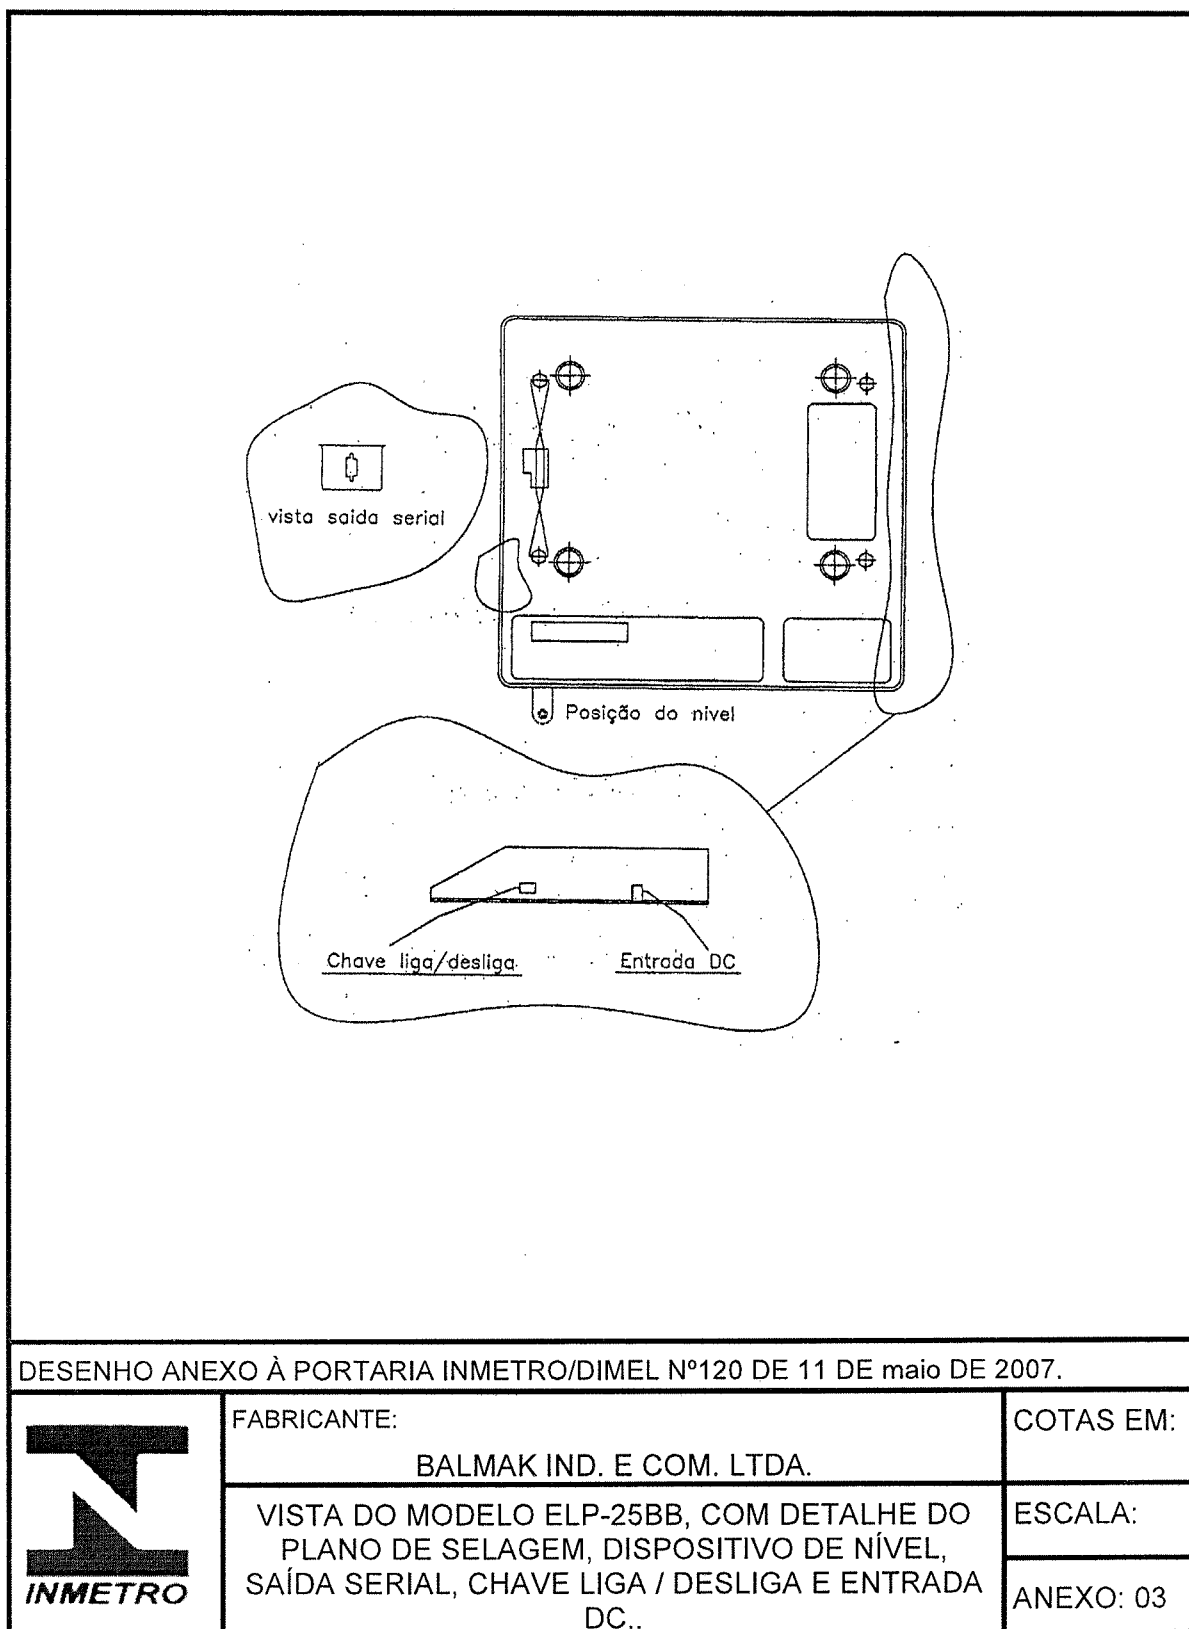 vista saida serial
Posição do nivel
Chave liga/desliga
Entrada DC
DESENHO ANEXO À PORTARIA INMETRO/DIMEL Nº120 DE 11 DE maio DE 2007.
INMETRO
FABRICANTE:
BALMAK IND. E COM. LTDA.
VISTA DO MODELO ELP-25BB, COM DETALHE DO
PLANO DE SELAGEM, DISPOSITIVO DE NÍVEL,
SAÍDA SERIAL, CHAVE LIGA / DESLIGA E ENTRADA
DC..
COTAS EM:
ESCALA:
ANEXO: 03